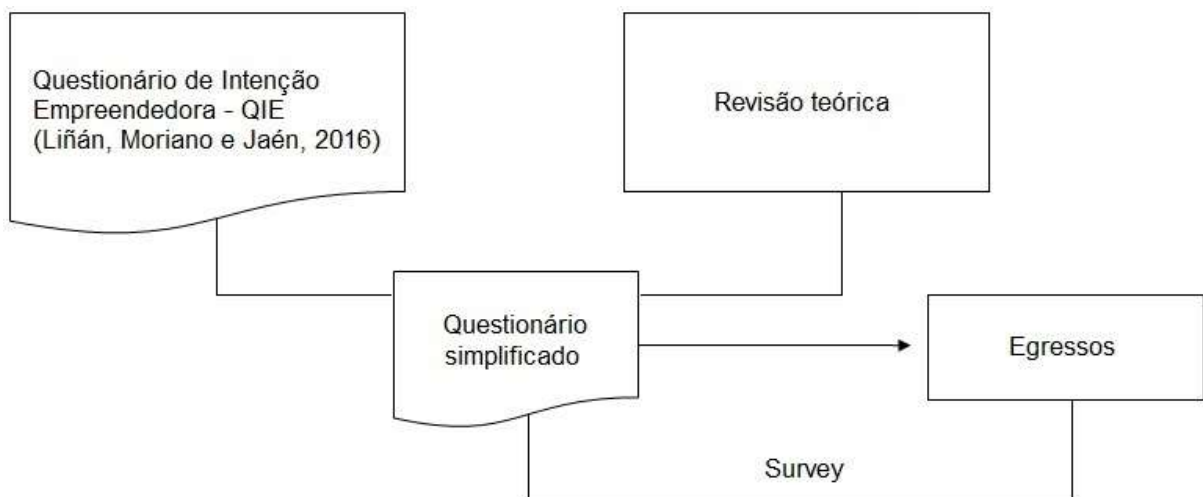 Questionário de Intenção
Empreendedora - QIE
(Liñán, Moriano e Jaén, 2016)
Revisão teórica
Questionário
simplificado
Egressos
Survey